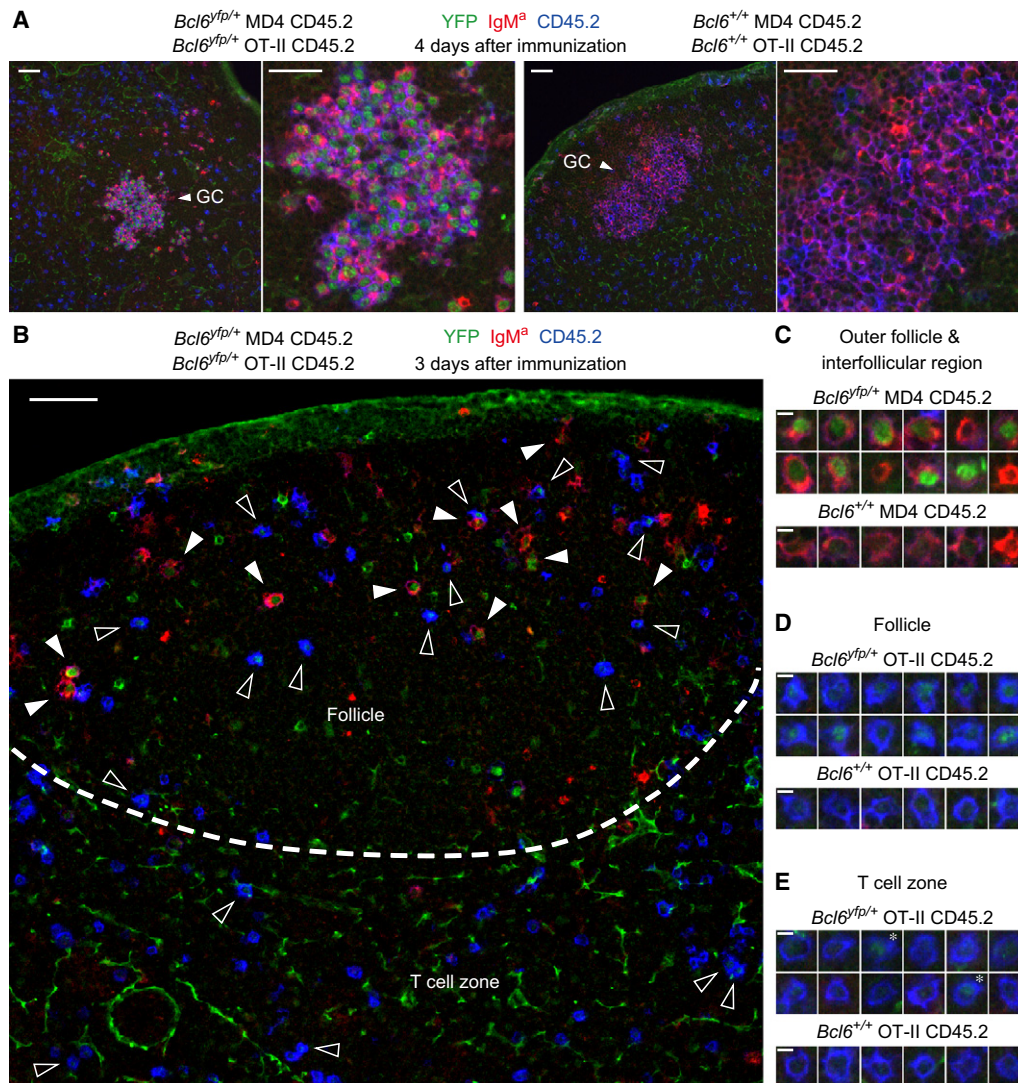 A
Bcl6yfp/+ MD4 CD45.2
Bcl6yfp/+ OT-II CD45.2
YFP IgMa CD45.2
4 days after immunization
Bcl6+/+ MD4 CD45.2
Bcl6+/+ OT-II CD45.2
GC
GC
B
Bcl6yfp/+ MD4 CD45.2
Bcl6yfp/+ OT-II CD45.2
YFP IgMa CD45.2
3 days after immunization
Follicle
T cell zone
C
Outer follicle &
interfollicular region
Bcl6yfp/+ MD4 CD45.2
Bcl6+/+ MD4 CD45.2
D
Follicle
Bcl6yfp/+ OT-II CD45.2
Bcl6+/+ OT-II CD45.2
E
T cell zone
Bcl6yfp/+ OT-II CD45.2
*
*
Bcl6+/+ OT-II CD45.2